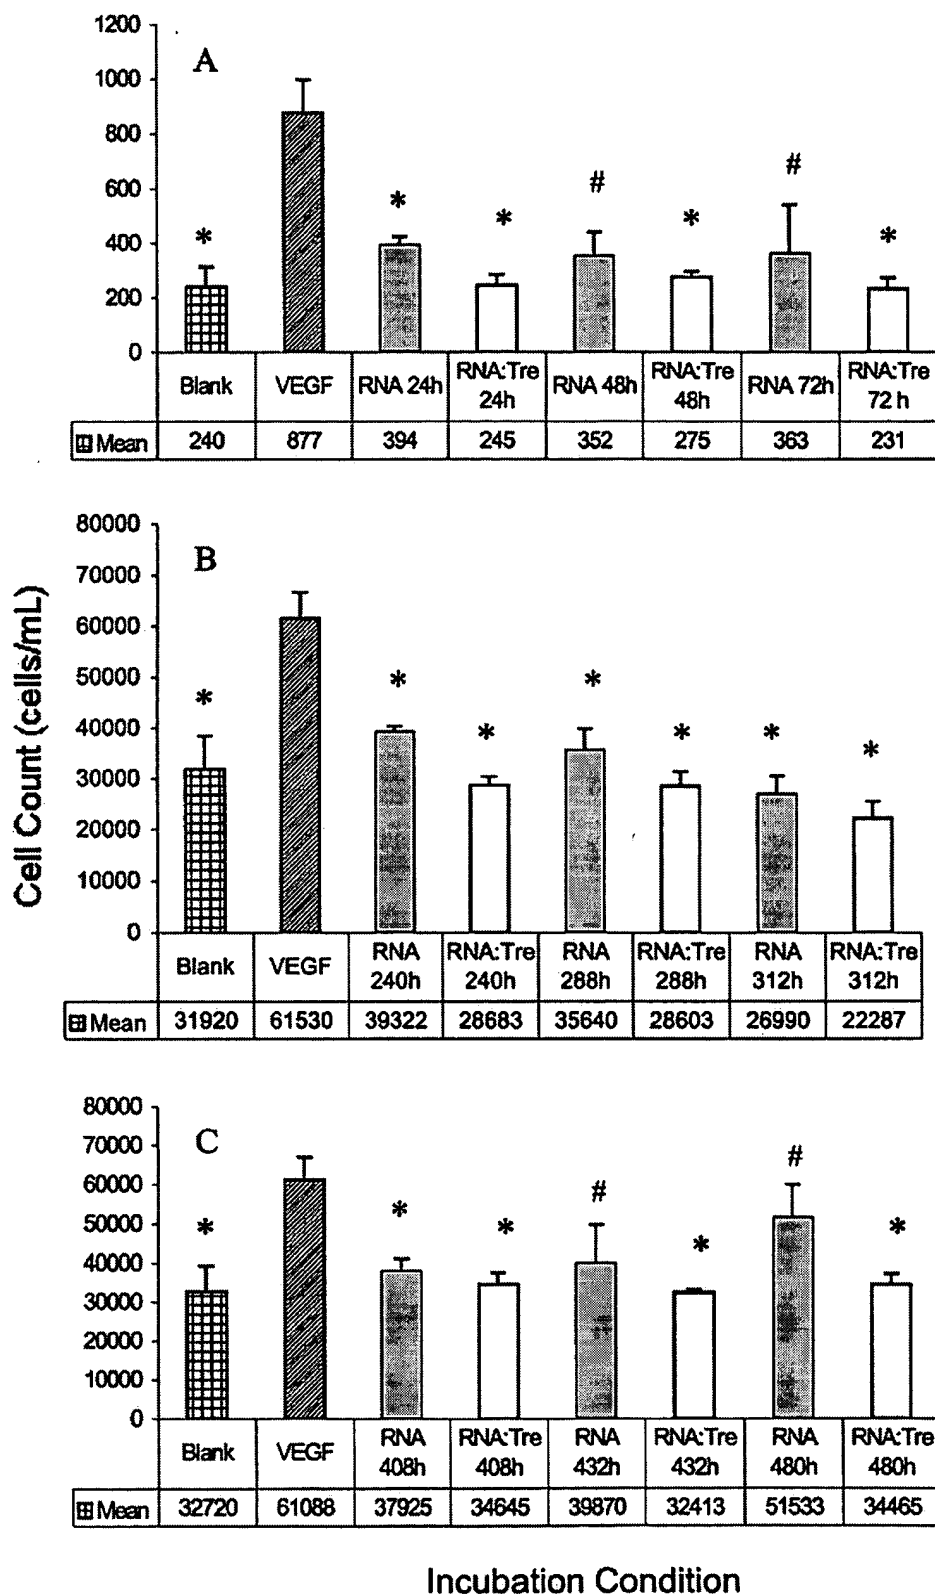 Cell Count (cells/mL)
A
1200
1000
800
600
400
200
0
* * * # * # *
Blank VEGF RNA 24h RNA:Tre 24h RNA 48h RNA:Tre 48h RNA 72h RNA:Tre 72 h
Mean 240 877 394 245 352 275 363 231
B
80000
70000
60000
50000
40000
30000
20000
10000
0
* * * * * * *
Blank VEGF RNA 240h RNA:Tre 240h RNA 288h RNA:Tre 288h RNA 312h RNA:Tre 312h
Mean 31920 61530 39322 28683 35640 28603 26990 22287
C
80000
70000
60000
50000
40000
30000
20000
10000
0
* * * # * # *
Blank VEGF RNA 408h RNA:Tre 408h RNA 432h RNA:Tre 432h RNA 480h RNA:Tre 480h
Mean 32720 61088 37925 34645 39870 32413 51533 34465
Incubation Condition